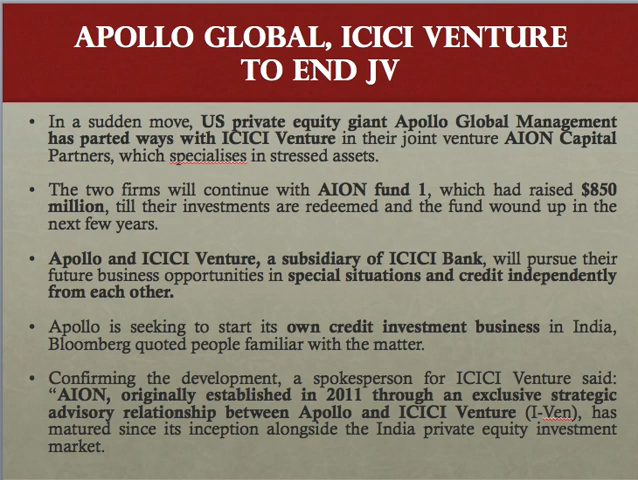 APOLLO GLOBAL, ICICI VENTURE
TO END JV
• In a sudden move, US private equity giant Apollo Global Management
has parted ways with ICICI Venture in their joint venture AION Capital
Partners, which specialises in stressed assets.
• The two firms will continue with AION fund 1, which had raised $850
million, till their investments are redeemed and the fund wound up in the
next few years.
• Apollo and ICICI Venture, a subsidiary of ICICI Bank, will pursue their
future business opportunities in special situations and credit independently
from each other.
• Apollo is seeking to start its own credit investment business in India,
Bloomberg quoted people familiar with the matter.
• Confirming the development, a spokesperson for ICICI Venture said:
“AION, originally established in 2011 through an exclusive strategic
advisory relationship between Apollo and ICICI Venture (I-Ven), has
matured since its inception alongside the India private equity investment
market.